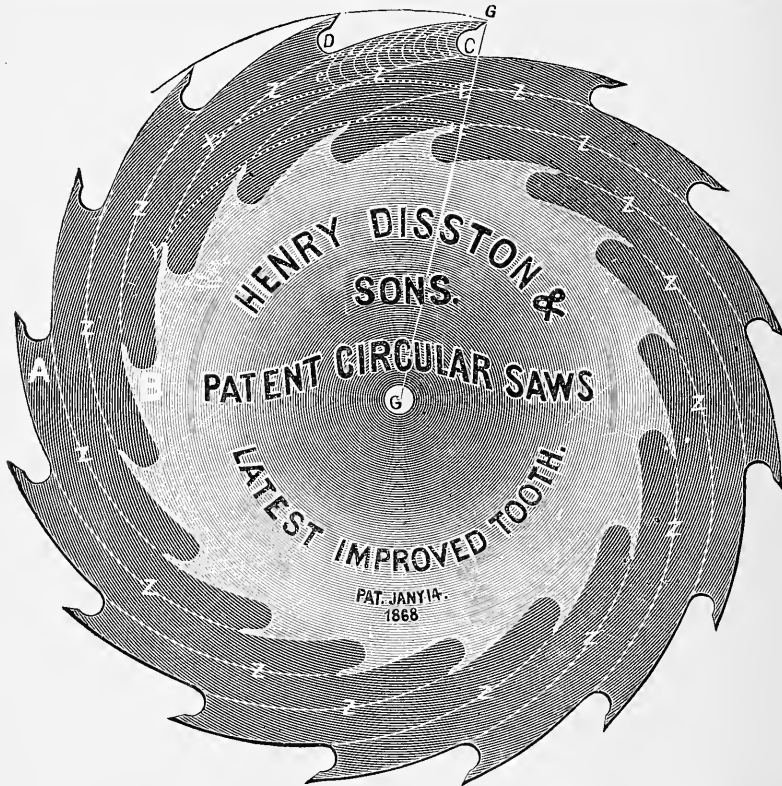 G
D
C
Z
Z
E
Z
Y
Z
Z
Z
HENRY DISSTON &
SONS.
Z
Z
A
B
PATENT CIRCULAR SAWS
G
Z
Z
LATEST IMPROVED TOOTH.
Z
Z
PAT. JANY 14.
1868
Z
Z
Z
Z